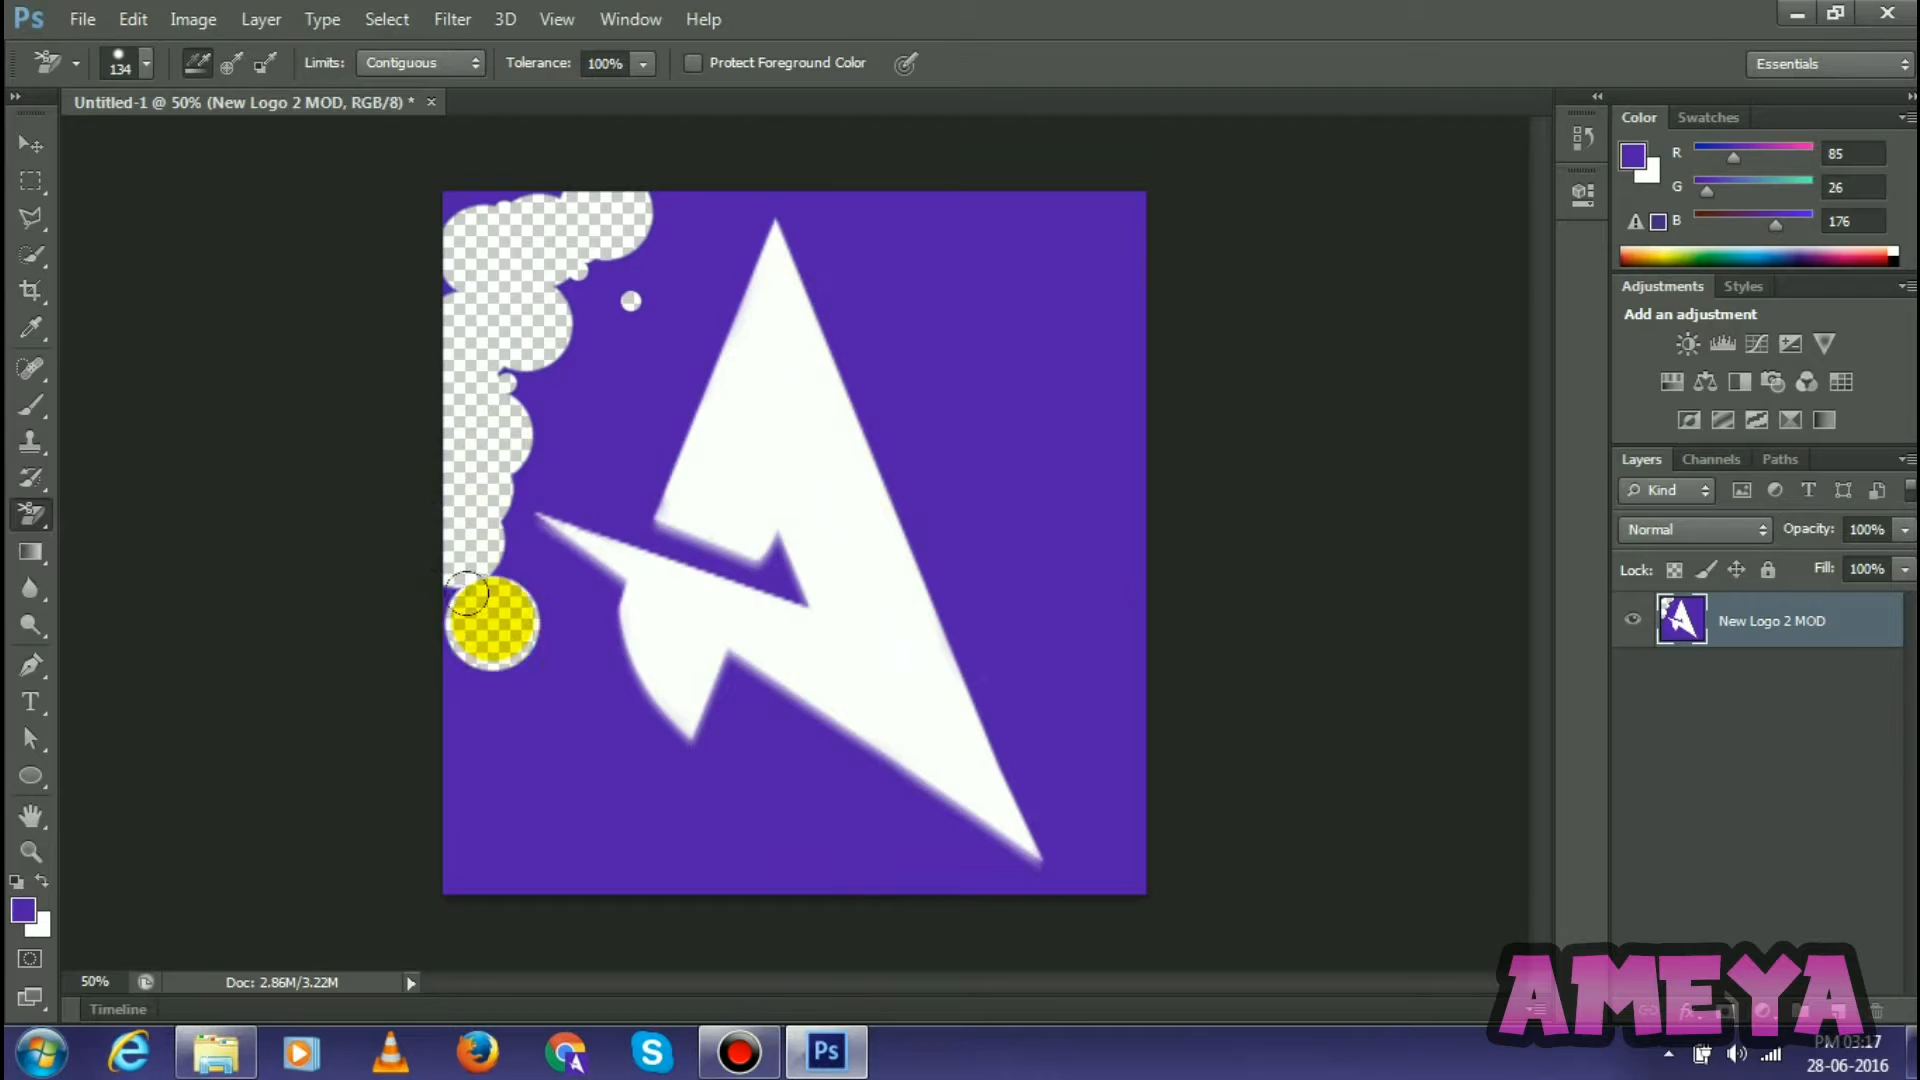 Ps File Edit Image Layer Type Select Filter 3D View Window Help
134 Limits: Contiguous Tolerance: 100% Protect Foreground Color Essentials
Untitled-1 @ 50% (New Logo 2 MOD, RGB/8) *
Color Swatches
R 85
G 26
B 176
Adjustments Styles
Add an adjustment
Layers Channels Paths
Kind
Normal Opacity: 100%
Lock: Fill: 100%
New Logo 2 MOD
50% Doc: 2.86M/3.22M
Timeline
AMEYA
Ps
PM 03:17
28-06-2016